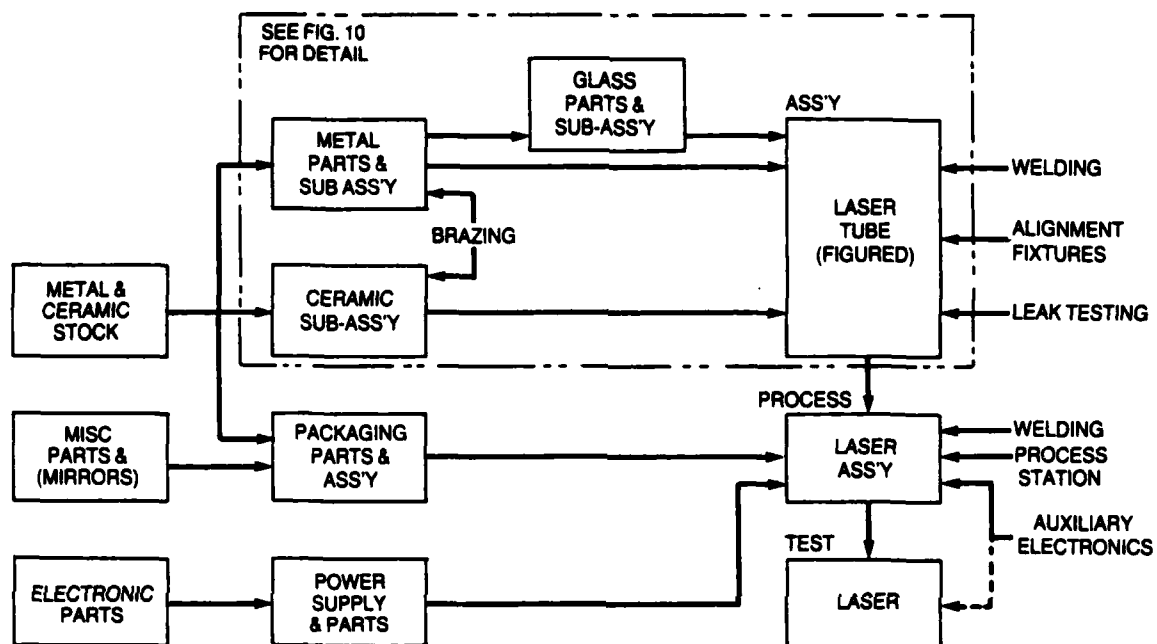 SEE FIG. 10
FOR DETAIL
GLASS
PARTS &
SUB-ASS'Y
ASS'Y
METAL
PARTS &
SUB ASS'Y
LASER
TUBE
(FIGURED)
WELDING
ALIGNMENT
FIXTURES
LEAK TESTING
BRAZING
METAL &
CERAMIC
STOCK
CERAMIC
SUB-ASS'Y
PROCESS
MISC
PARTS &
(MIRRORS)
PACKAGING
PARTS &
ASS'Y
LASER
ASS'Y
WELDING
PROCESS
STATION
AUXILIARY
ELECTRONICS
TEST
ELECTRONIC
PARTS
POWER
SUPPLY
& PARTS
LASER